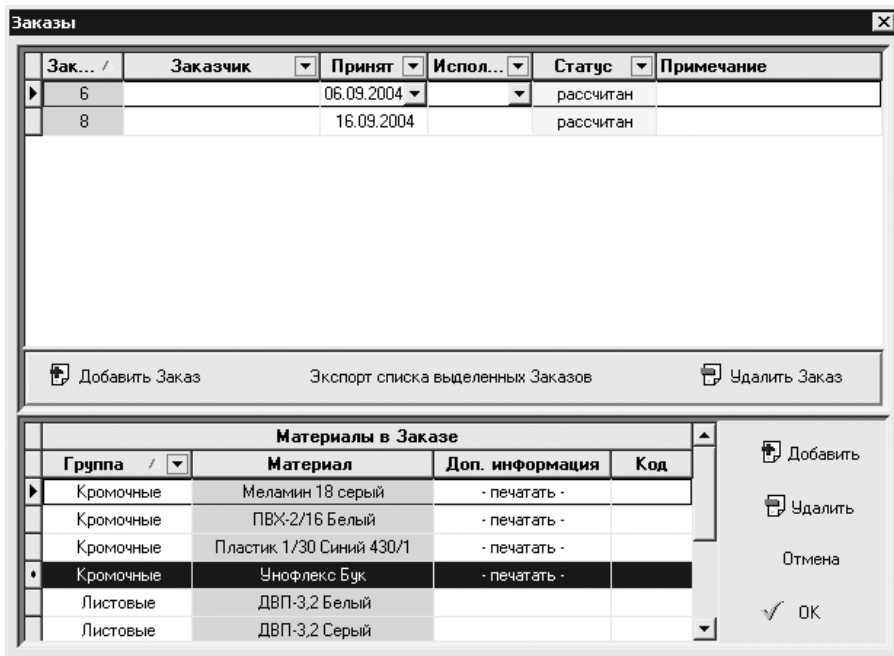 Заказы
Зак... Заказчик Принят Испол... Статус Примечание
6 06.09.2004 рассчитан
8 16.09.2004 рассчитан
Добавить Заказ Экспорт списка выделенных Заказов Удалить Заказ
Материалы в Заказе
Группа Материал Доп. информация Код
Кромочные Меламин 18 серый - печатать -
Кромочные ПВХ-2/16 Белый - печатать -
Кромочные Пластик 1/30 Синий 430/1 - печатать -
Кромочные Унофлекс Бук - печатать -
Листовые ДВП-3,2 Белый
Листовые ДВП-3,2 Серый
Добавить
Удалить
Отмена
OK